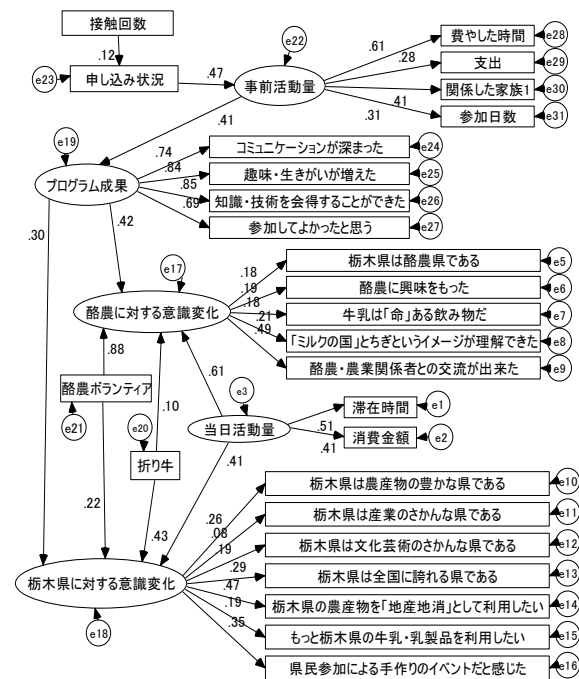 接触回数
.12
e23
申し込み状況
.47
e22
事前活動量
.61
費やした時間
e28
.28
支出
e29
関係した家族1
e30
.41
.31
参加日数
e31
.41
e19
プログラム成果
.74
コミュニケーションが深まった
e24
.84
趣味・生きがいが増えた
e25
.85
知識・技術を会得することができた
e26
.69
参加してよかったと思う
e27
.30
.42
e17
酪農に対する意識変化
.18
栃木県は酪農県である
e5
.19
酪農に興味をもった
e6
.18
牛乳は「命」ある飲み物だ
e7
.21
「ミルクの国」とちぎというイメージが理解できた
e8
.49
酪農・農業関係者との交流が出来た
e9
.88
酪農ボランティア
e21
.10
e20
折り牛
.61
e3
当日活動量
滞在時間
e1
.51
消費金額
e2
.41
.41
.22
.43
栃木県に対する意識変化
e18
栃木県は農産物の豊かな県である
e10
.26
栃木県は産業のさかんな県である
e11
.08
栃木県は文化芸術のさかんな県である
e12
.19
栃木県は全国に誇れる県である
e13
.29
栃木県の農産物を「地産地消」として利用したい
e14
.47
もっと栃木県の牛乳・乳製品を利用したい
e15
.19
県民参加による手作りのイベントだと感じた
e16
.35